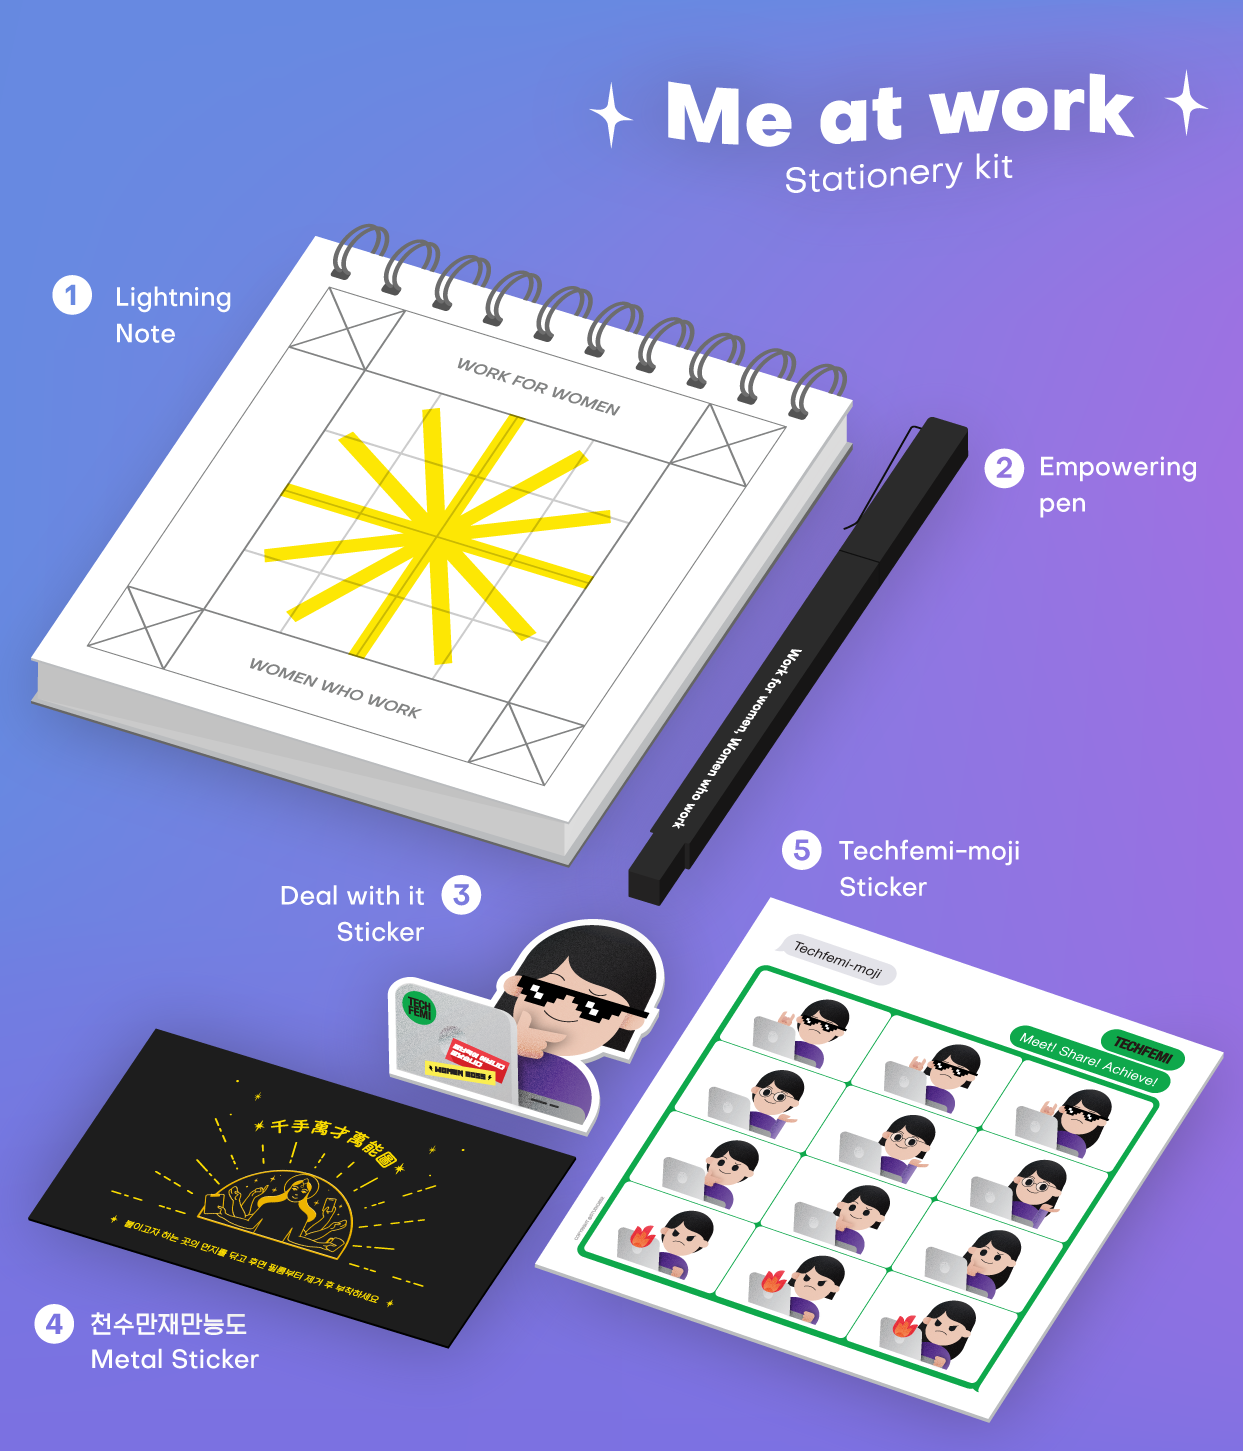 Me at work
Stationery kit
1
Lightning
Note
WORK FOR WOMEN
WOMEN WHO WORK
2
Empowering
pen
Work for women, Women who work
3
Deal with it
Sticker
TECH
FEMI
WOMEN BOSS
4
천수만재만능도
Metal Sticker
千手萬才萬能圖
붙이고자 하는 곳의 먼지를 닦고 후면 필름부터 제거 후 부착하세요
5
Techfemi-moji
Sticker
Techfemi-moji
TECHFEMI
Meet! Share! Achieve!